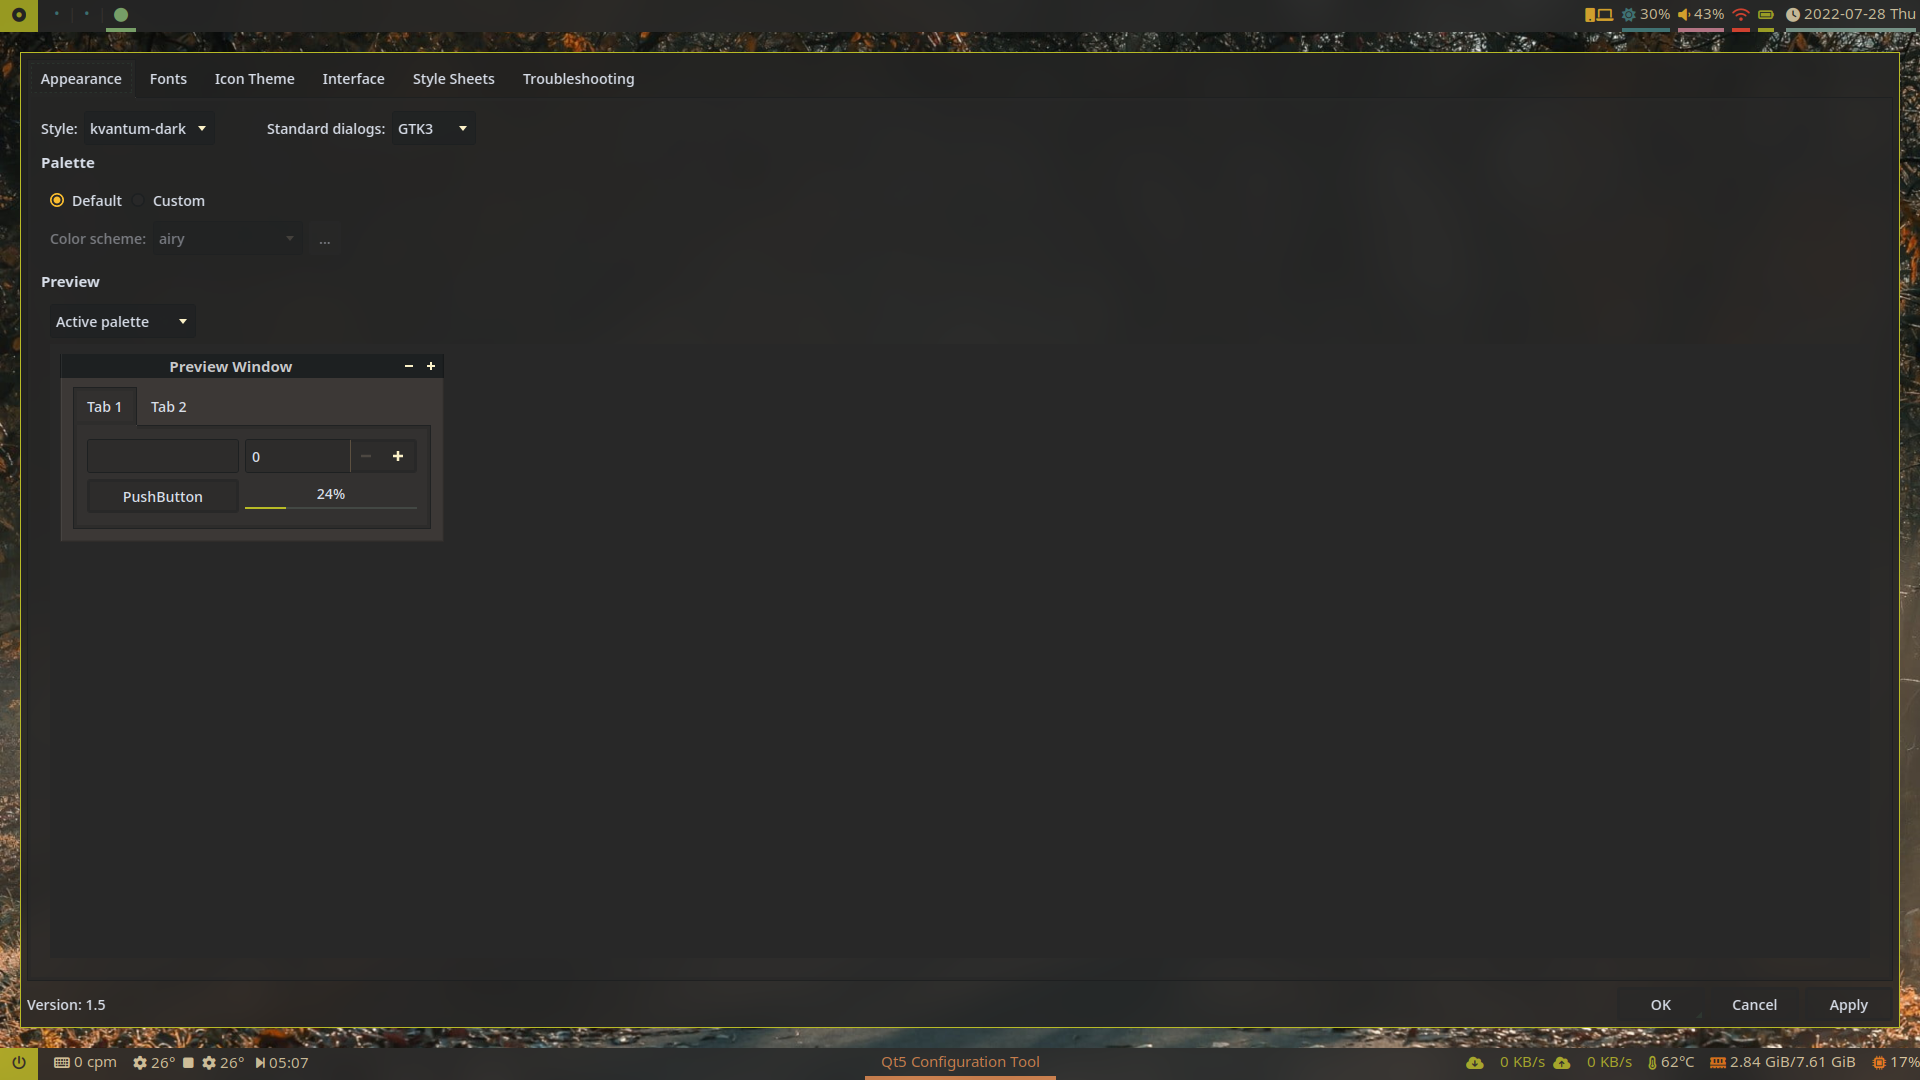 30% 43% 2022-07-28 Thu
Appearance Fonts Icon Theme Interface Style Sheets Troubleshooting
Style: kvantum-dark Standard dialogs: GTK3
Palette
Default Custom
Color scheme: airy ...
Preview
Active palette
Preview Window
Tab 1 Tab 2
0
PushButton 24%
Version: 1.5 OK Cancel Apply
0 cpm 26° 26° 05:07 Qt5 Configuration Tool 0 KB/s 0 KB/s 62°C 2.84 GiB/7.61 GiB 17%